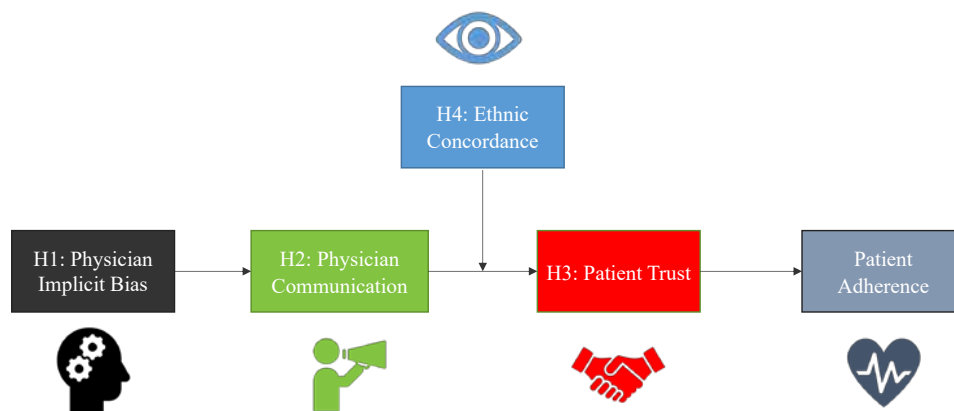 H4: Ethnic
Concordance
H1: Physician
Implicit Bias
H2: Physician
Communication
H3: Patient Trust
Patient
Adherence